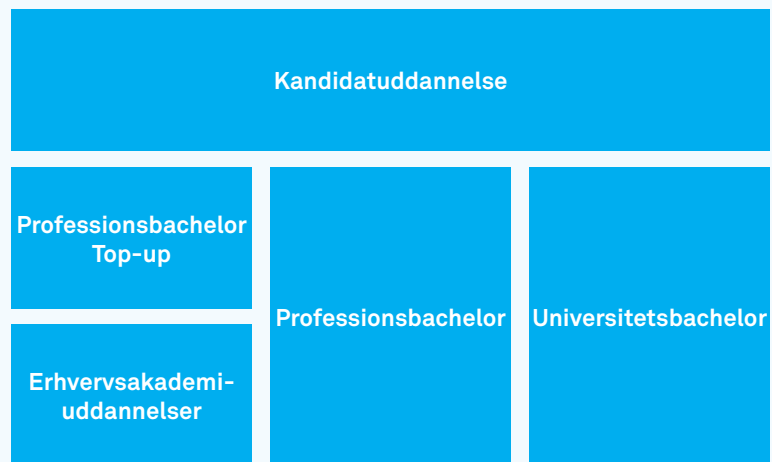 Kandidatuddannelse
Professionsbachelor
Top-up
Professionsbachelor
Universitetsbachelor
Erhvervsakademi-
uddannelser